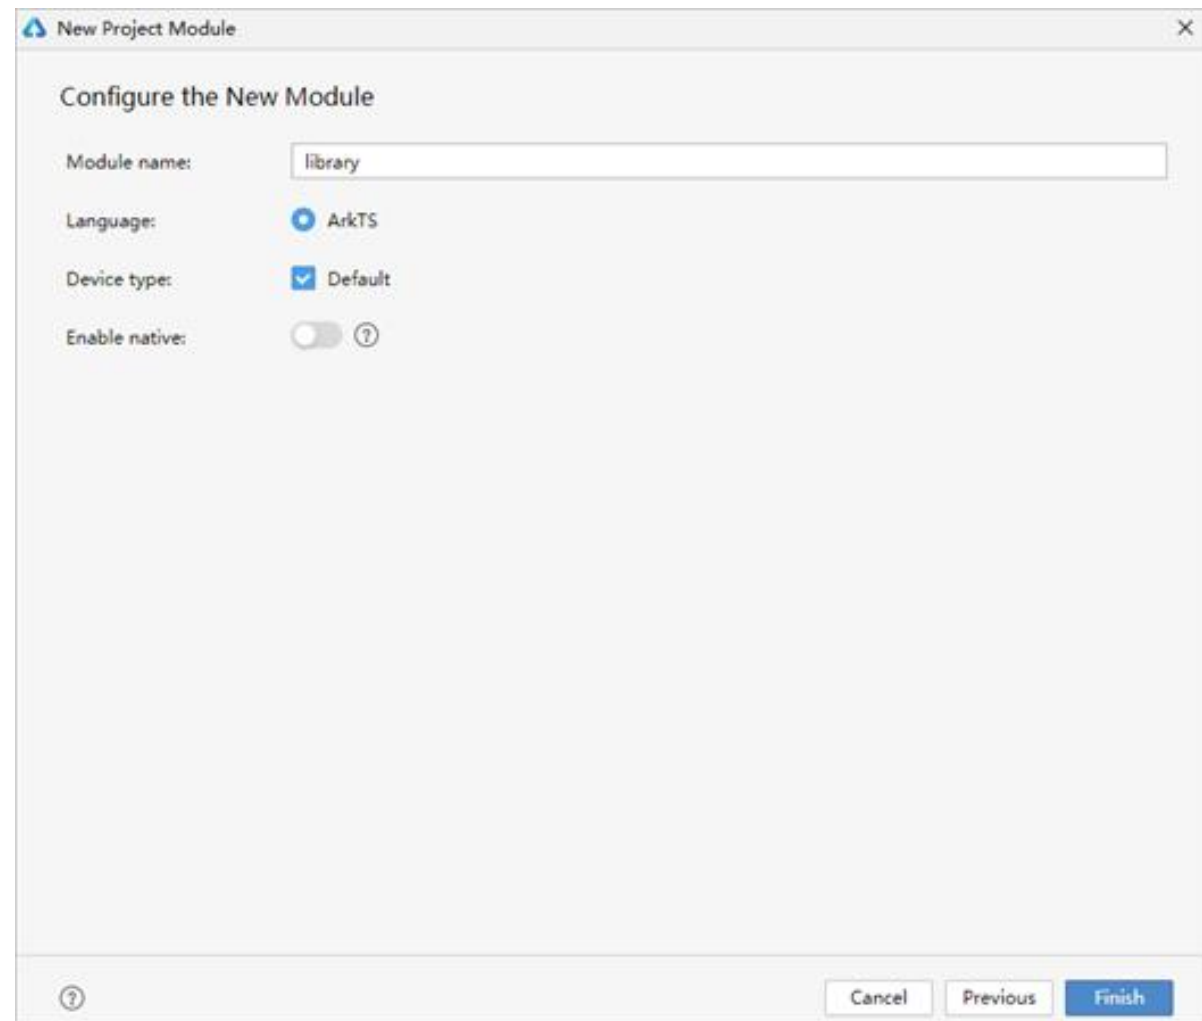 New Project Module
Configure the New Module
Module name: library
Language: ArkTS
Device type: Default
Enable native: ?
? Cancel Previous Finish